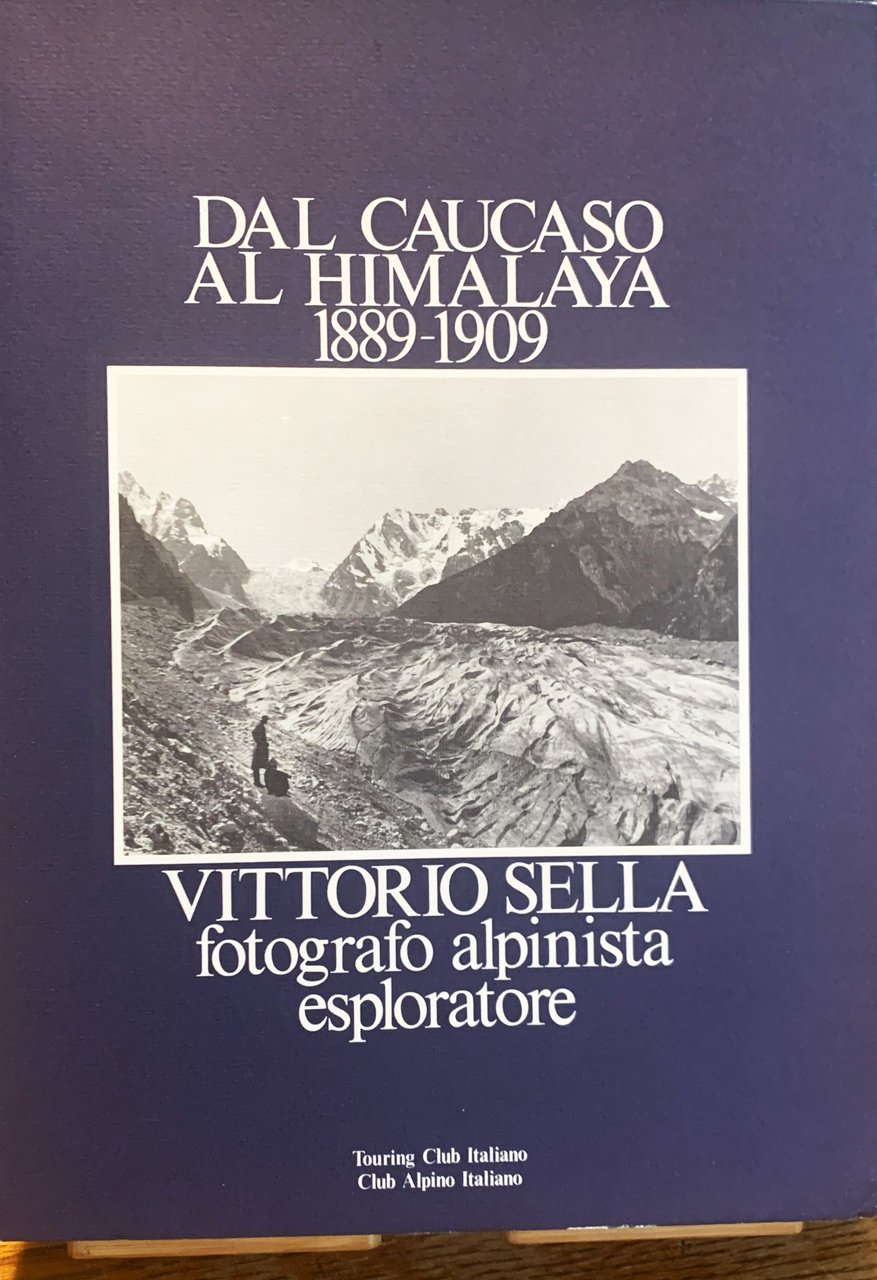 DAL CAUCASO
AL HIMALAYA
1889-1909
VITTORIO SELLA
fotografo alpinista
esploratore
Touring Club Italiano
Club Alpino Italiano